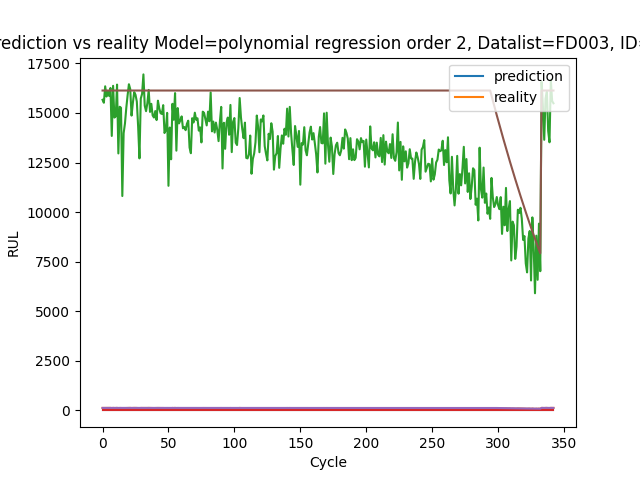 rediction vs reality Model=polynomial regression order 2, Datalist=FD003, ID=
prediction
reality
RUL
17500
15000
12500
10000
7500
5000
2500
0
0 50 100 150 200 250 300 350
Cycle